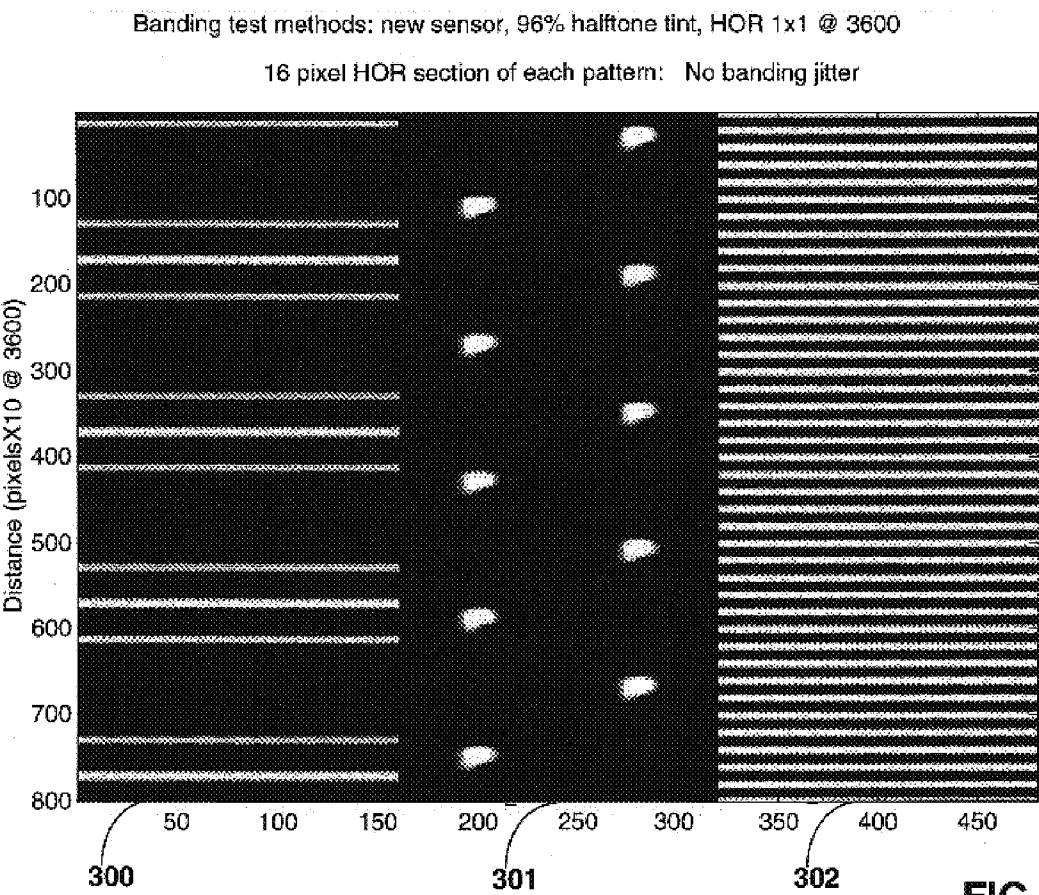 Banding test methods: new sensor, 96% halftone tint, HOR 1x1 @ 3600
16 pixel HOR section of each pattern: No banding jitter
Distance (pixelsX10 @ 3600)
100
200
300
400
500
600
700
800
50 100 150 200 250 300 350 400 450
300 301 302
FIG